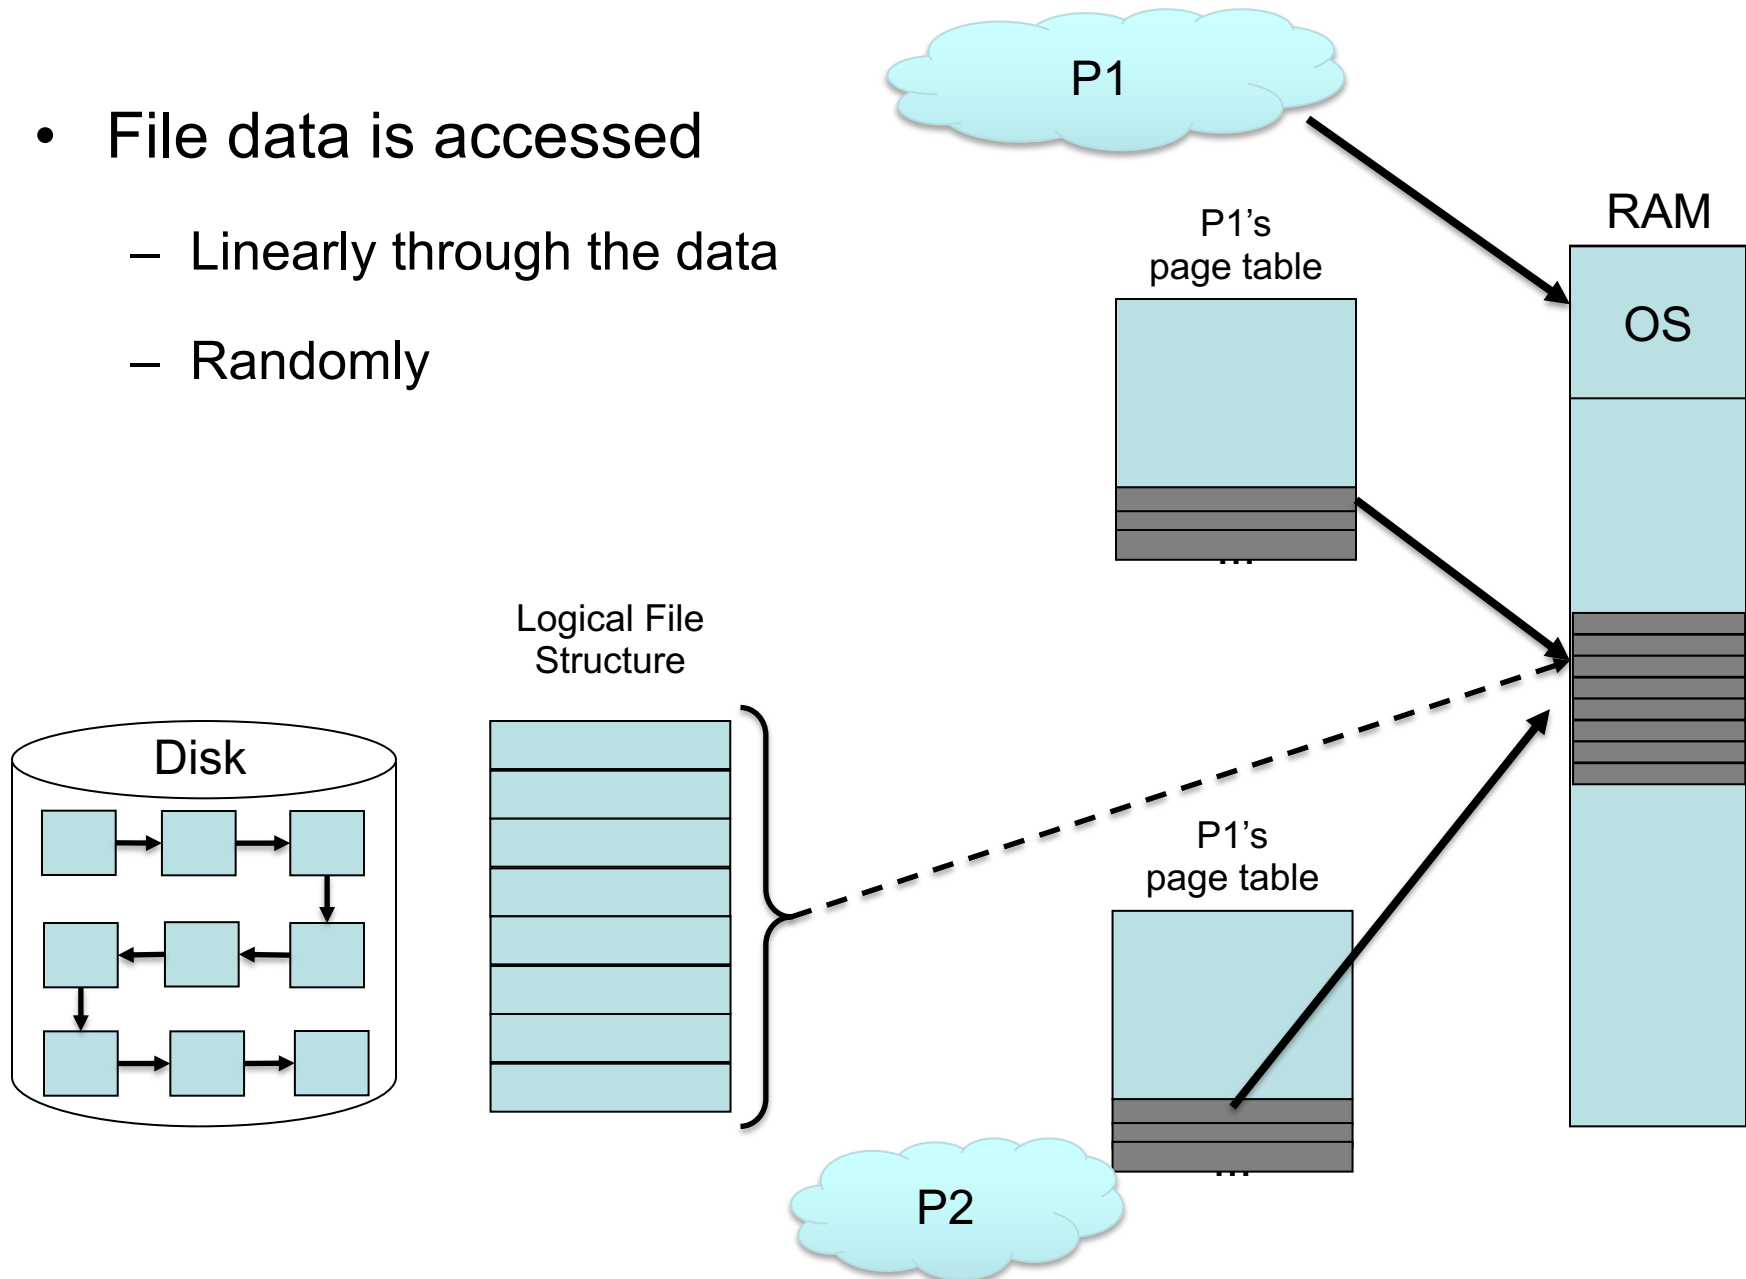 • File data is accessed
– Linearly through the data
– Randomly
P1
P1’s
page table
...
RAM
OS
Logical File
Structure
Disk
P1’s
page table
...
P2